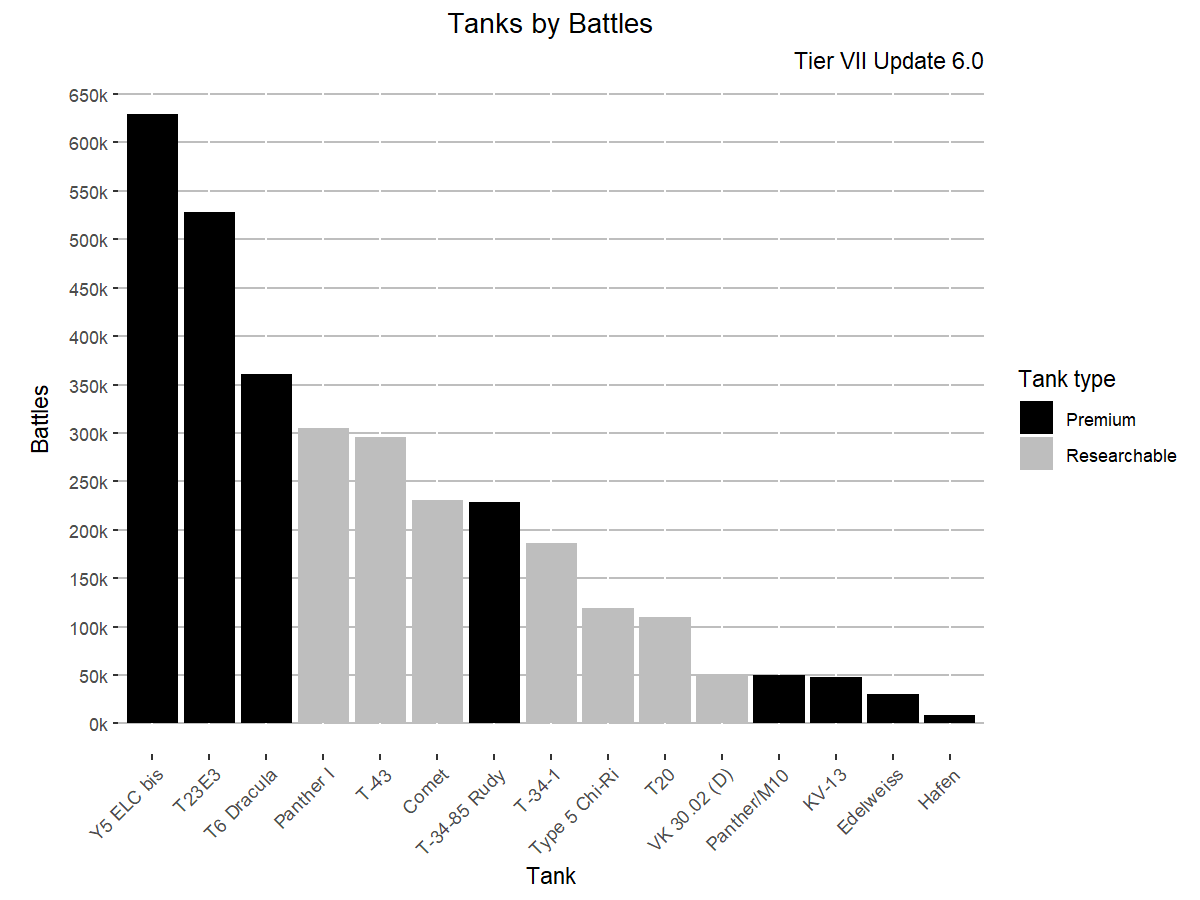 Tanks by Battles
Tier VII Update 6.0
650k
600k
550k
500k
450k
400k
350k
300k
250k
200k
150k
100k
50k
0k
Battles
Y5 ELC bis
T23E3
T6 Dracula
Panther I
T-43
Comet
T-34-85 Rudy
T-34-1
Type 5 Chi-Ri
T20
VK 30.02 (D)
Panther/M10
KV-13
Edelweiss
Hafen
Tank
Tank type
Premium
Researchable